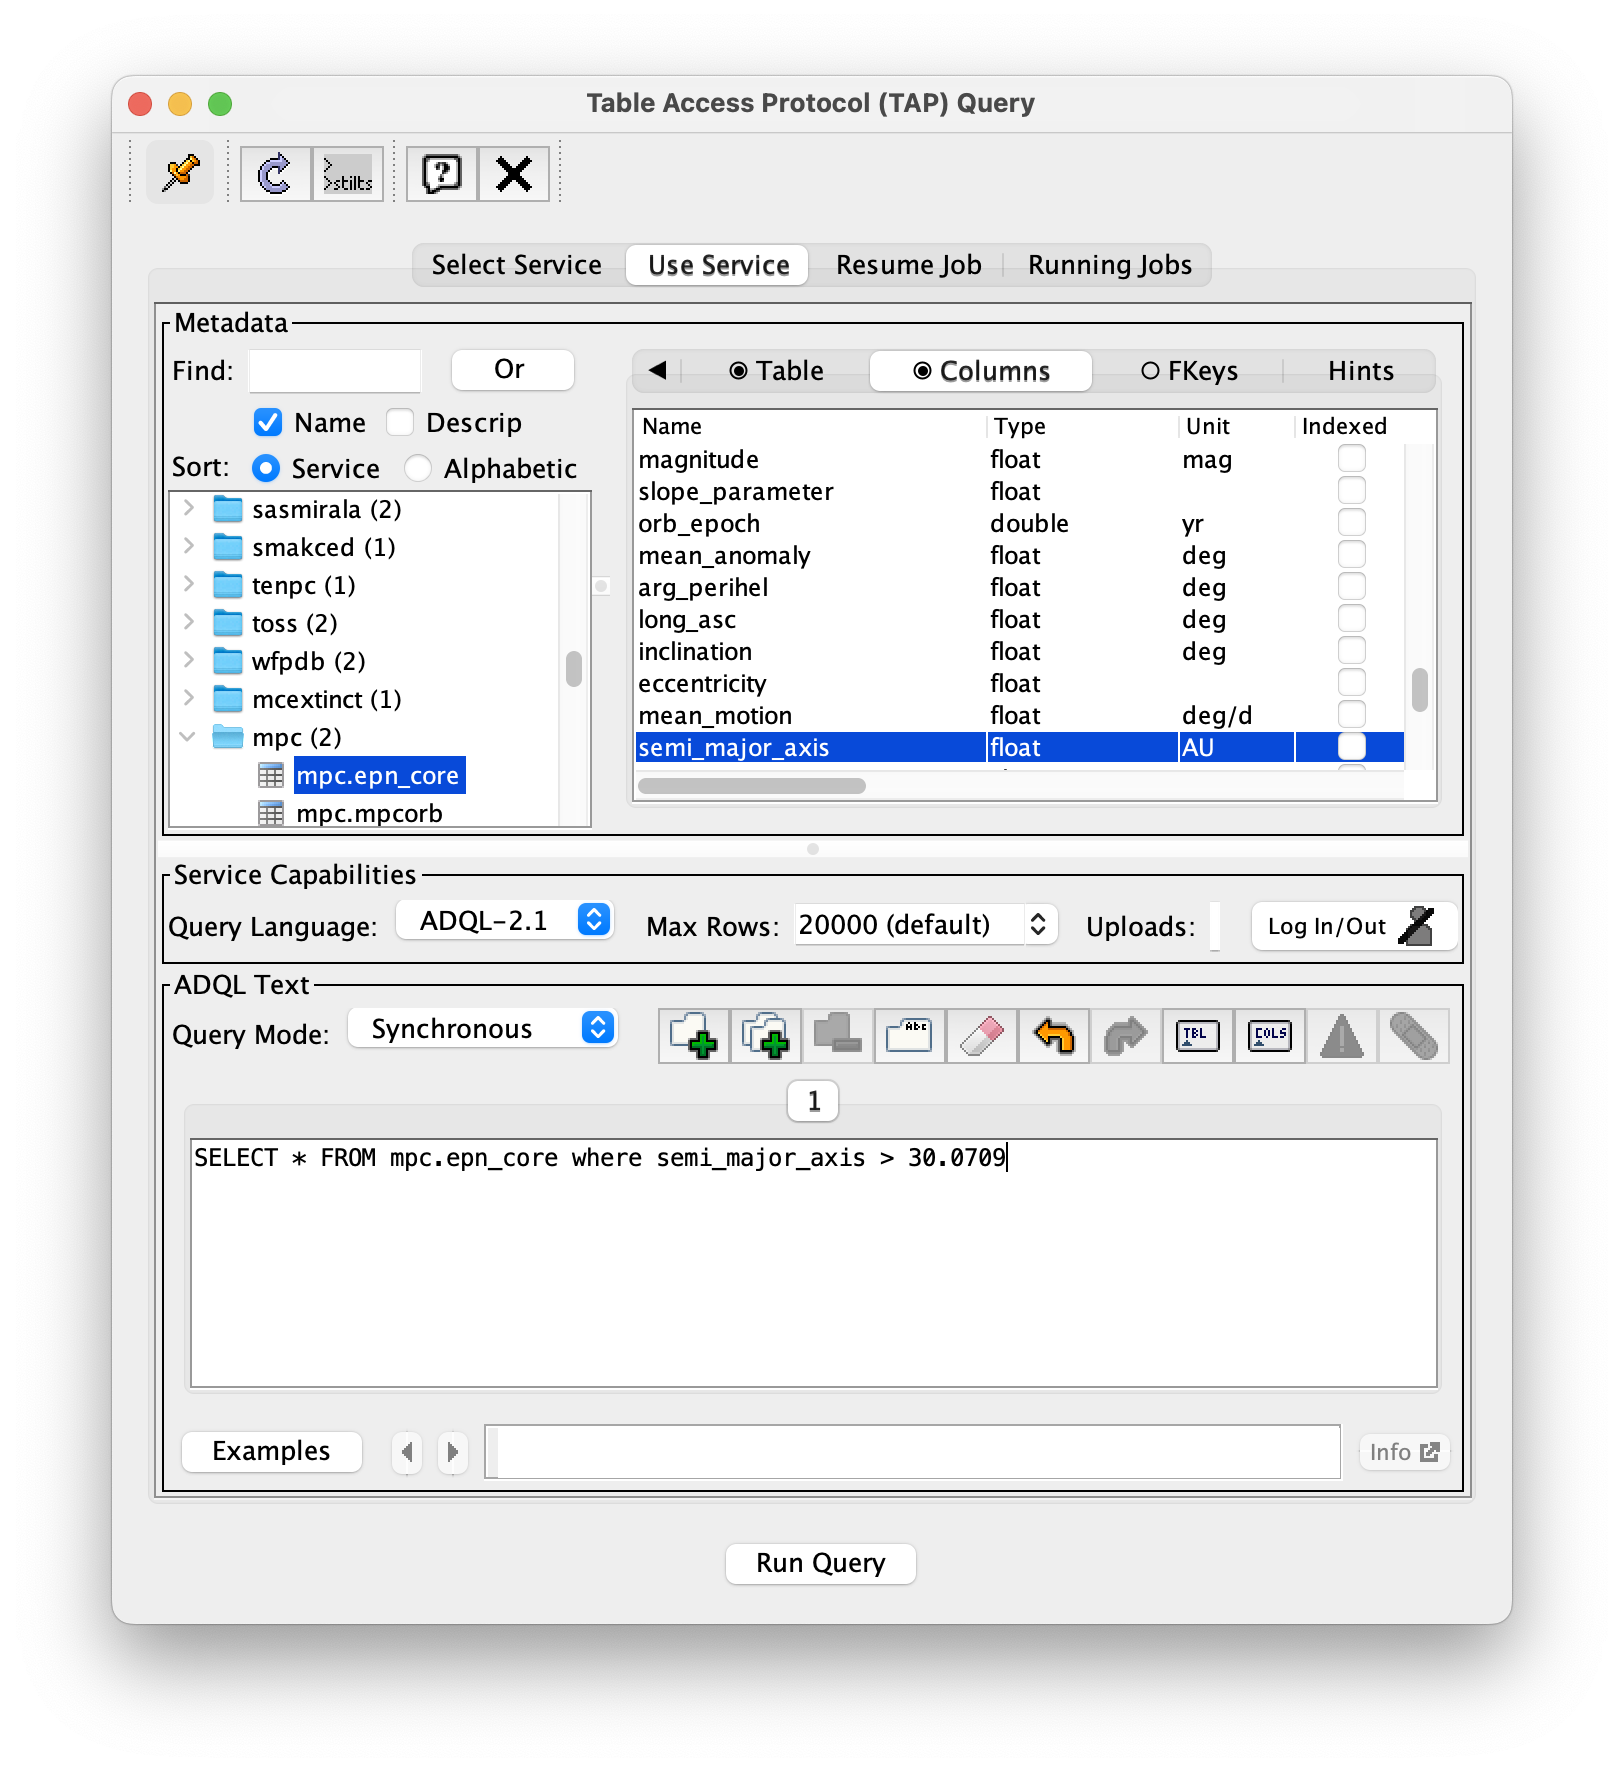 Table Access Protocol (TAP) Query
>
>stilts
?
Select Service Use Service Resume Job Running Jobs
Metadata
Find: Or
Name Descrip
Sort: Service Alphabetic
sasmirala (2)
smakced (1)
tenpc (1)
toss (2)
wfpdb (2)
mcextinct (1)
mpc (2)
mpc.epn_core
mpc.mpcorb
Table Columns FKeys Hints
Name Type Unit Indexed
magnitude float mag
slope_parameter float
orb_epoch double yr
mean_anomaly float deg
arg_perihel float deg
long_asc float deg
inclination float deg
eccentricity float
mean_motion float deg/d
semi_major_axis float AU
Service Capabilities
Query Language: ADQL-2.1 Max Rows: 20000 (default) Uploads: Log In/Out
ADQL Text
Query Mode: Synchronous Abc TBL COLS
1
SELECT * FROM mpc.epn_core where semi_major_axis > 30.0709
Examples Info
Run Query